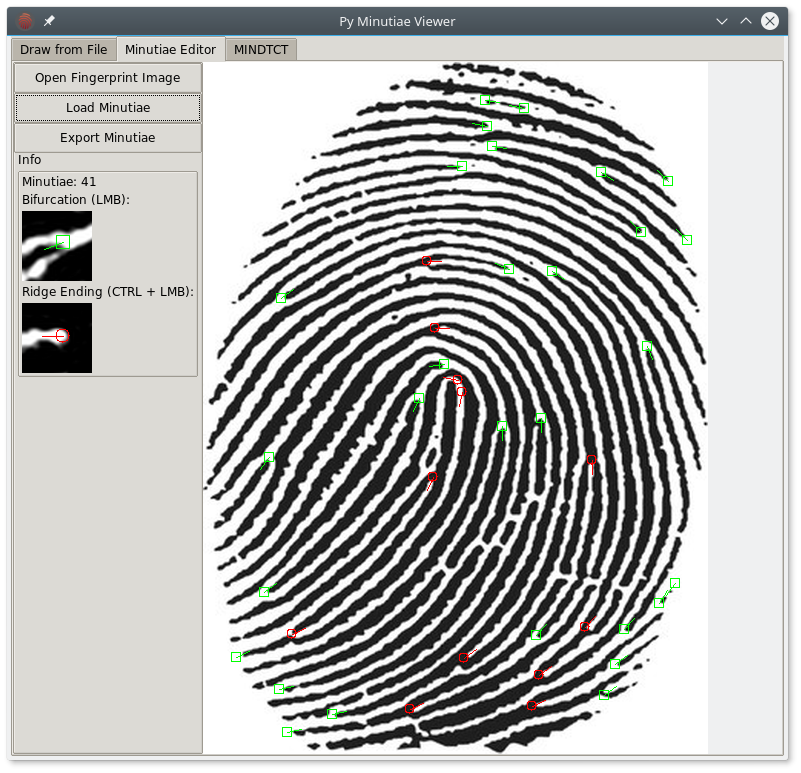 Py Minutiae Viewer
Draw from File Minutiae Editor MINDTCT
Open Fingerprint Image
Load Minutiae
Export Minutiae
Info
Minutiae: 41
Bifurcation (LMB):
Ridge Ending (CTRL + LMB):